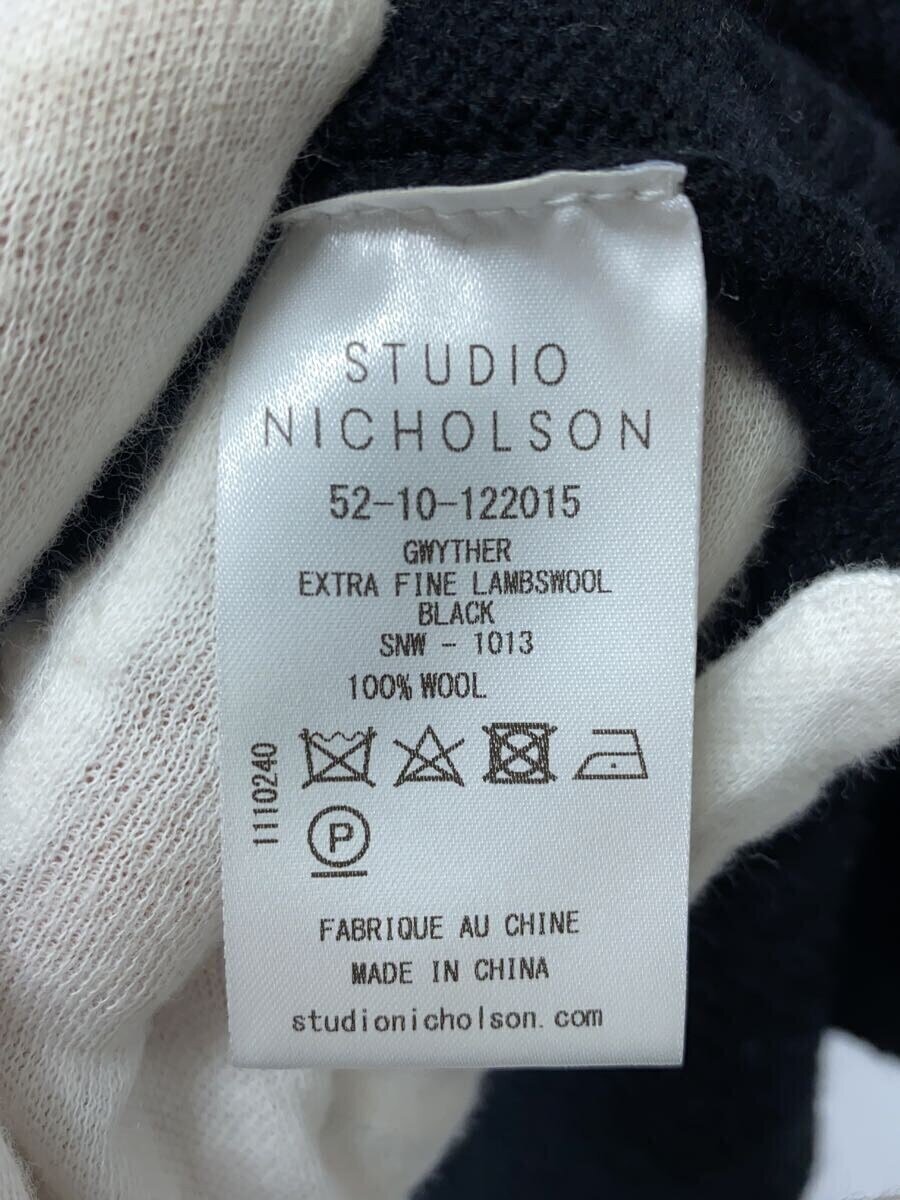 STUDIO
NICHOLSON
52-10-122015
GWYTHER
EXTRA FINE LAMBSWOOL
BLACK
SNW - 1013
100% WOOL
1110240
P
FABRIQUE AU CHINE
MADE IN CHINA
studionicholson.com